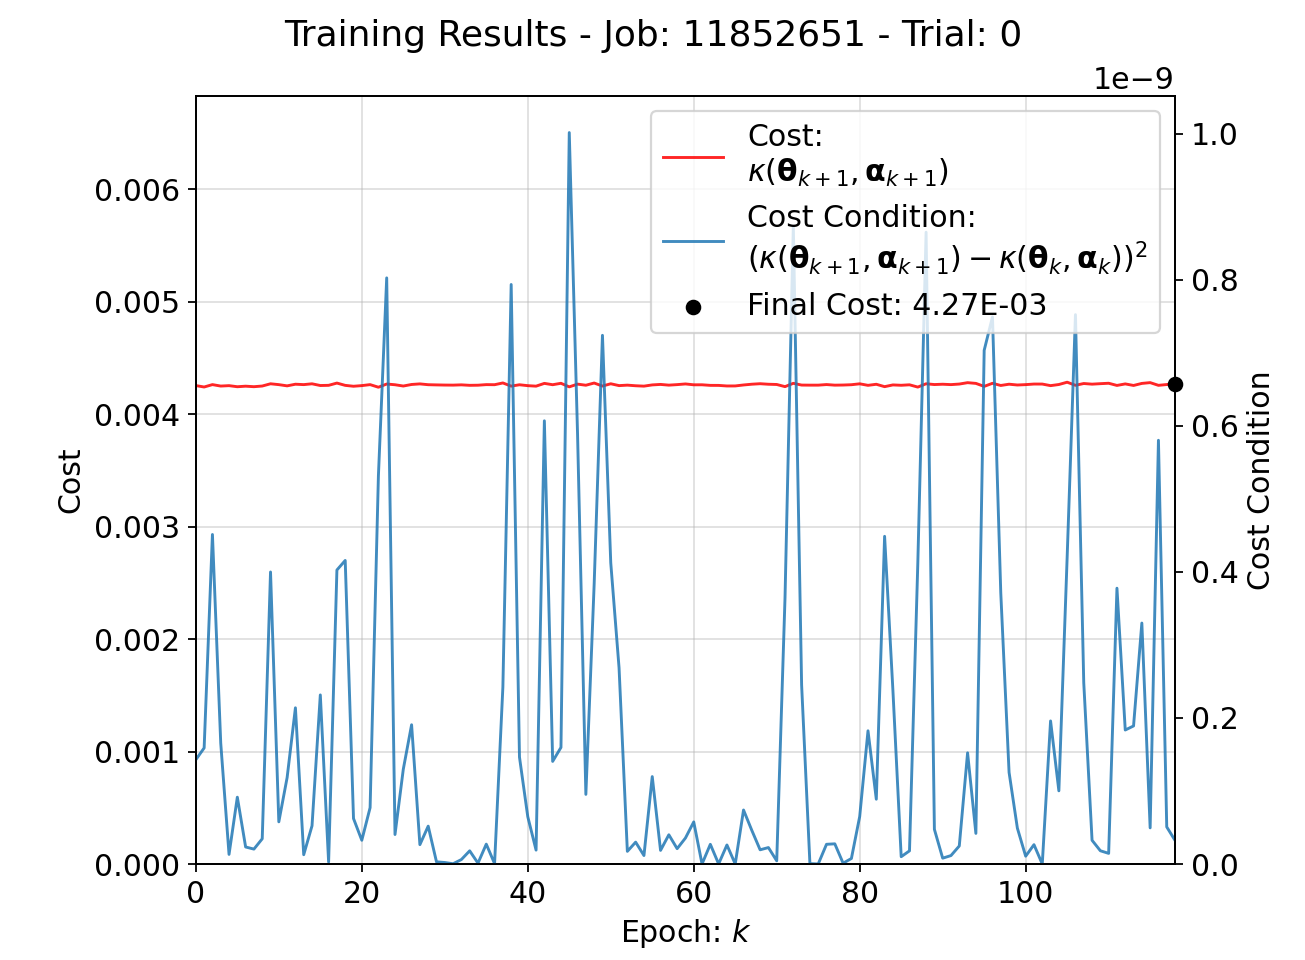 Training Results - Job: 11852651 - Trial: 0
1e−9
Cost:
κ(θₖ₊₁, αₖ₊₁)
Cost Condition:
(κ(θₖ₊₁, αₖ₊₁) − κ(θₖ, αₖ))²
Final Cost: 4.27E-03
0.006
0.005
0.004
0.003
0.002
0.001
0.000
Cost
1.0
0.8
0.6
0.4
0.2
0.0
Cost Condition
0 20 40 60 80 100
Epoch: k